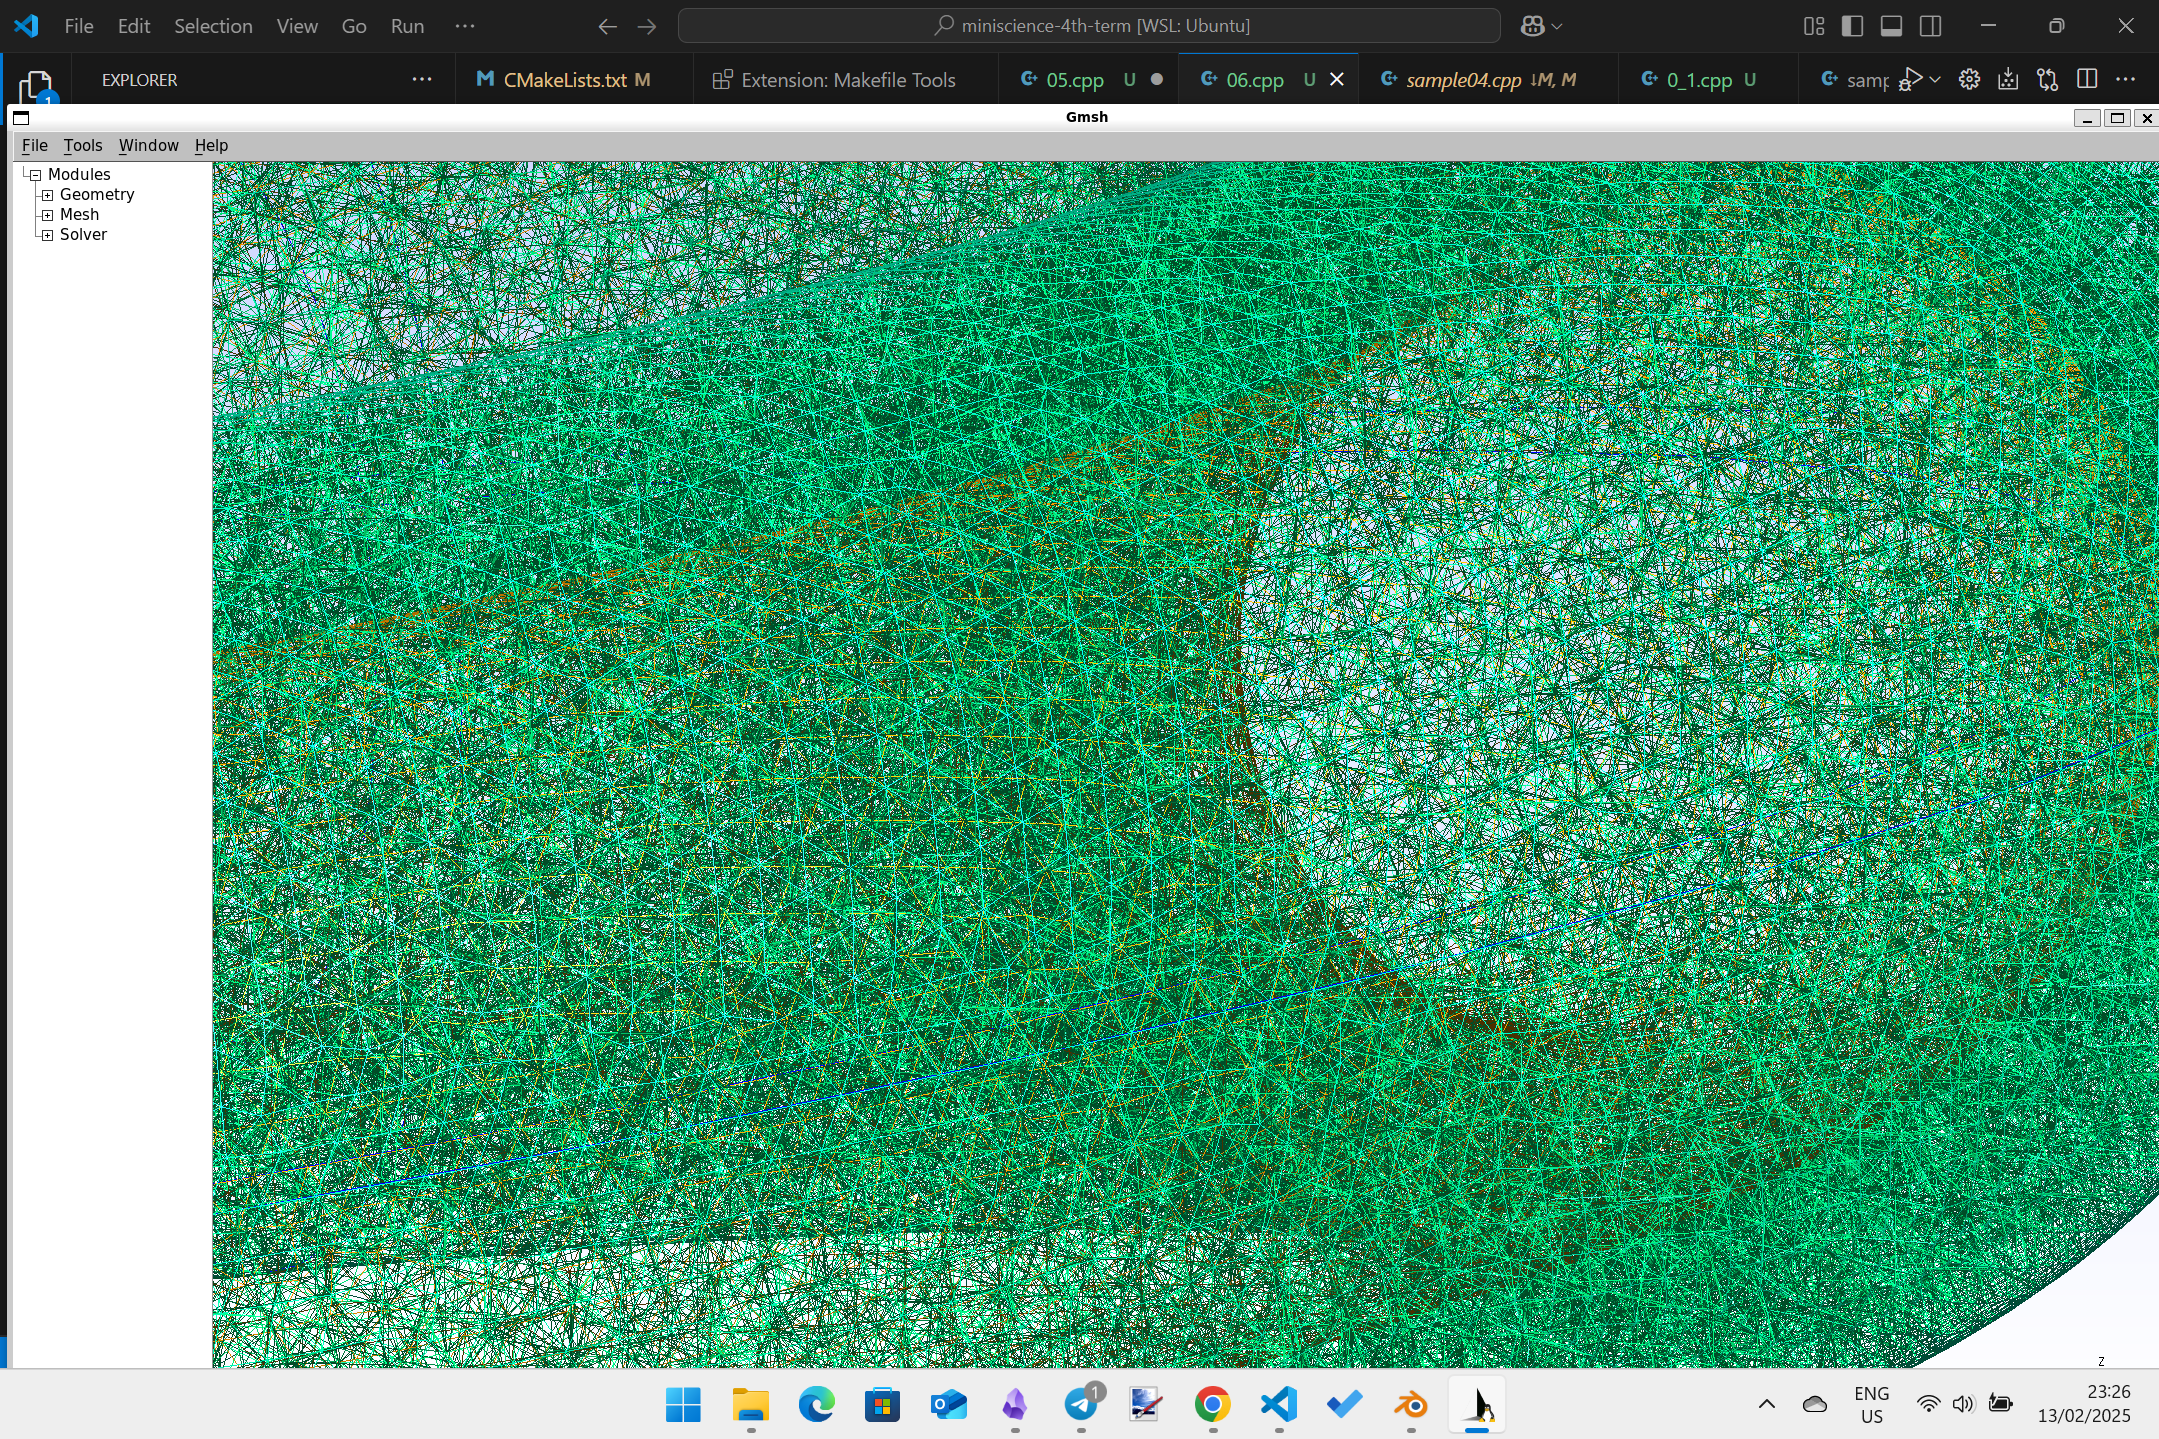 File Edit Selection View Go Run ··· miniscience-4th-term [WSL: Ubuntu]
EXPLORER ··· CMakeLists.txt M Extension: Makefile Tools 05.cpp U 06.cpp U sample04.cpp ↓M, M 0_1.cpp U samp
1
Gmsh
File Tools Window Help
Modules
Geometry
Mesh
Solver
Z
1
ENG
US
23:26
13/02/2025